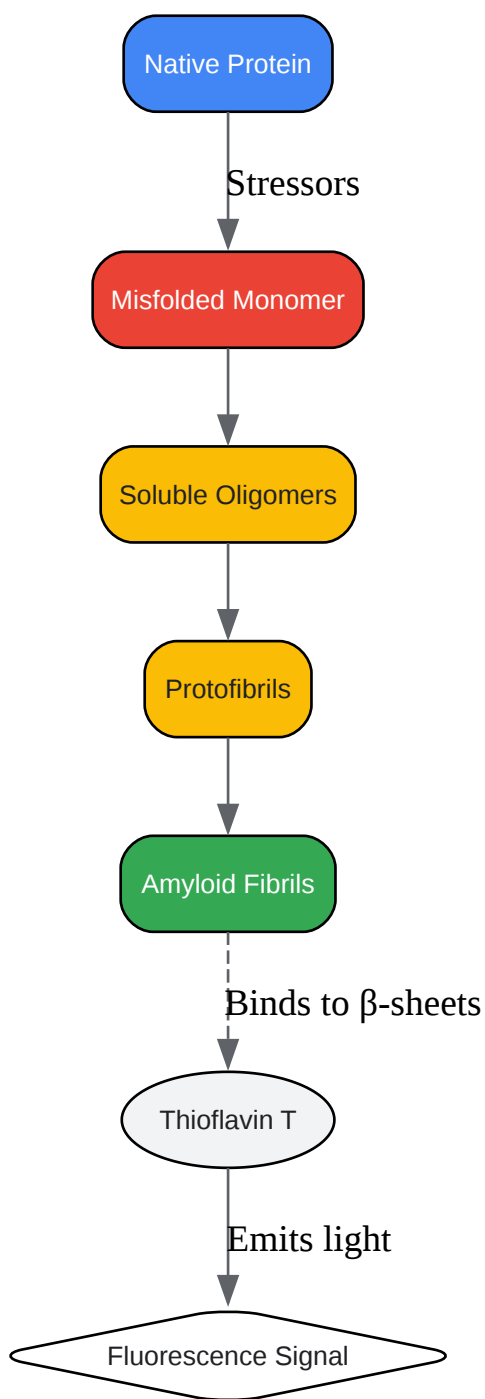 Native Protein
Stressors
Misfolded Monomer
Soluble Oligomers
Protofibrils
Amyloid Fibrils
Binds to β-sheets
Thioflavin T
Emits light
Fluorescence Signal